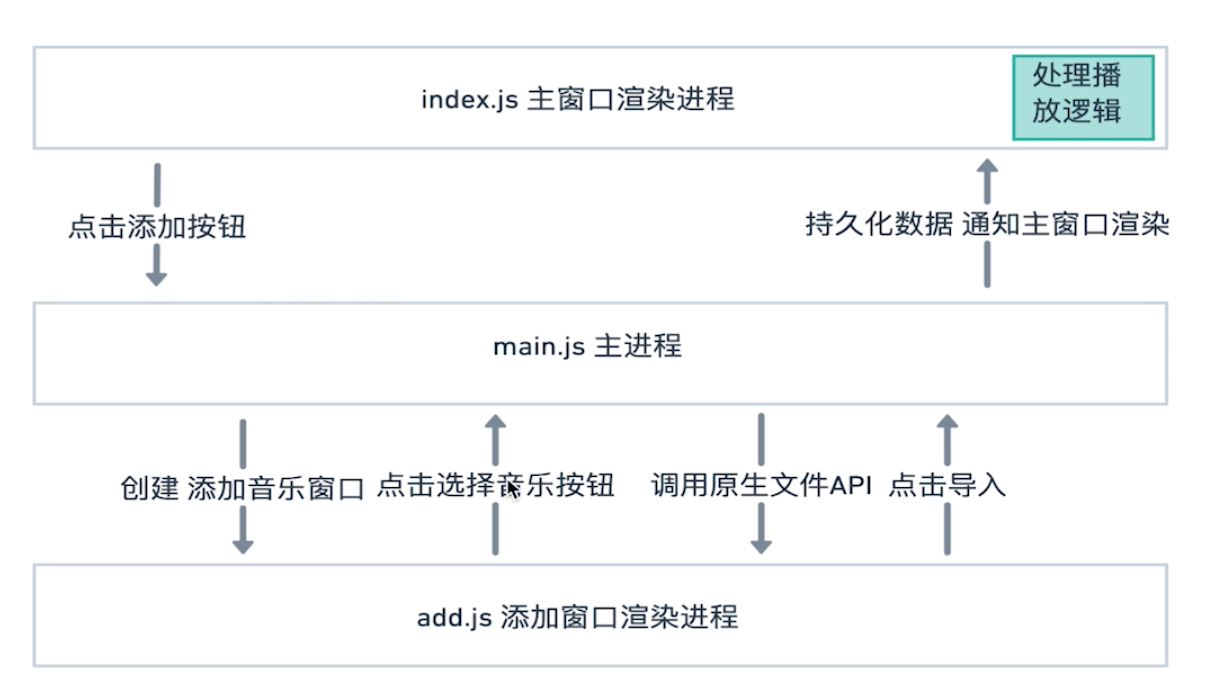 index.js 主窗口渲染进程
处理播
放逻辑
点击添加按钮
持久化数据 通知主窗口渲染
main.js 主进程
创建 添加音乐窗口
点击选择音乐按钮
调用原生文件API
点击导入
add.js 添加窗口渲染进程